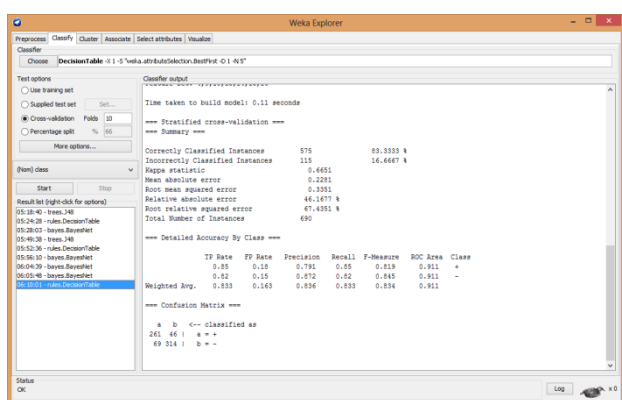 Weka Explorer
Preprocess Classify Cluster Associate Select attributes Visualize
Classifier
Choose DecisionTable -X 1 -S "weka.attributeSelection.BestFirst -D 1 -N 5"
Test options
Use training set
Supplied test set Set...
Cross-validation Folds 10
Percentage split % 66
More options...
(Nom) class
Start Stop
Result list (right-click for options)
05:18:40 - trees.J48
05:24:28 - rules.DecisionTable
05:28:03 - bayes.BayesNet
05:49:38 - trees.J48
05:52:36 - rules.DecisionTable
05:56:10 - bayes.BayesNet
06:04:39 - bayes.BayesNet
06:05:48 - bayes.BayesNet
06:10:01 - rules.DecisionTable
Classifier output
Time taken to build model: 0.11 seconds
=== Stratified cross-validation ===
=== Summary ===
Correctly Classified Instances 575 83.3333 %
Incorrectly Classified Instances 115 16.6667 %
Kappa statistic 0.6651
Mean absolute error 0.2281
Root mean squared error 0.3351
Relative absolute error 46.1677 %
Root relative squared error 67.4351 %
Total Number of Instances 690
=== Detailed Accuracy By Class ===
TP Rate FP Rate Precision Recall F-Measure ROC Area Class
0.85 0.18 0.791 0.85 0.819 0.911 +
0.82 0.15 0.872 0.82 0.845 0.911 -
Weighted Avg. 0.833 0.163 0.836 0.833 0.834 0.911
=== Confusion Matrix ===
a b <-- classified as
261 46 | a = +
69 314 | b = -
Status
OK
Log
x 0